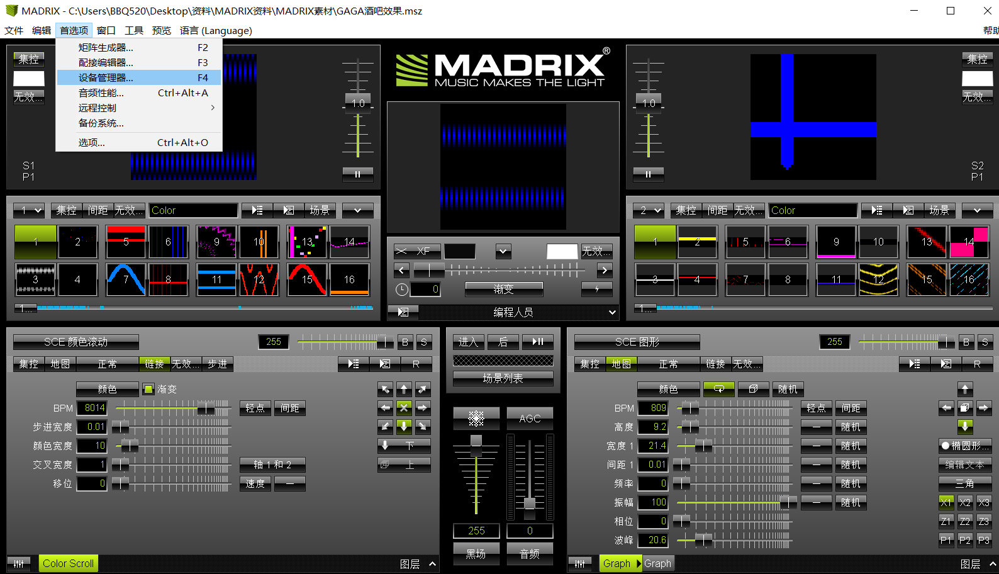 MADRIX - C:\Users\BBQ520\Desktop\资料\MADRIX资料\MADRIX素材\GAGA酒吧效果.msz
文件 编辑 首选项 窗口 工具 预览 语言 (Language)
矩阵生成器... F2
配接编辑器... F3
设备管理器... F4
音频性能... Ctrl+Alt+A
远程控制
备份系统...
选项... Ctrl+Alt+O
集控
无效...
S1
P1
1.0
MADRIX®
MUSIC MAKES THE LIGHT
1.0
集控
无效...
S2
P1
1 集控 间距 无效... Color 场景
1 2 5 6 9 10 13 14
3 4 7 8 11 12 15 16
1...
XF 无效...
0 渐变
编程人员
2 集控 间距 无效... Color 场景
1 2 5 6 9 10 13 14
3 4 7 8 11 12 15 16
1...
SCE 颜色滚动 255 B S
集控 地图 正常 链接 无效... 步进 R
颜色 渐变
BPM 8014 轻点 间距
步进宽度 0.01
颜色宽度 10 下
交叉宽度 1 轴 1 和 2 上
移位 0 速度 —
Color Scroll 图层
进入 后
场景列表
AGC
255 0
黑场 音频
SCE 图形 255 B S
集控 地图 正常 链接 无效... R
颜色 随机
BPM 809 轻点 间距
高度 9.2 — 随机
宽度 1 21.4 — 随机 椭圆形...
间距 1 0.01 — 随机 编辑文本
频率 0 — 随机 三角
振幅 100 — 随机 X1 X2 X3
相位 0 Z1 Z2 Z3
波峰 20.6 P1 P2 P3
Graph Graph 图层